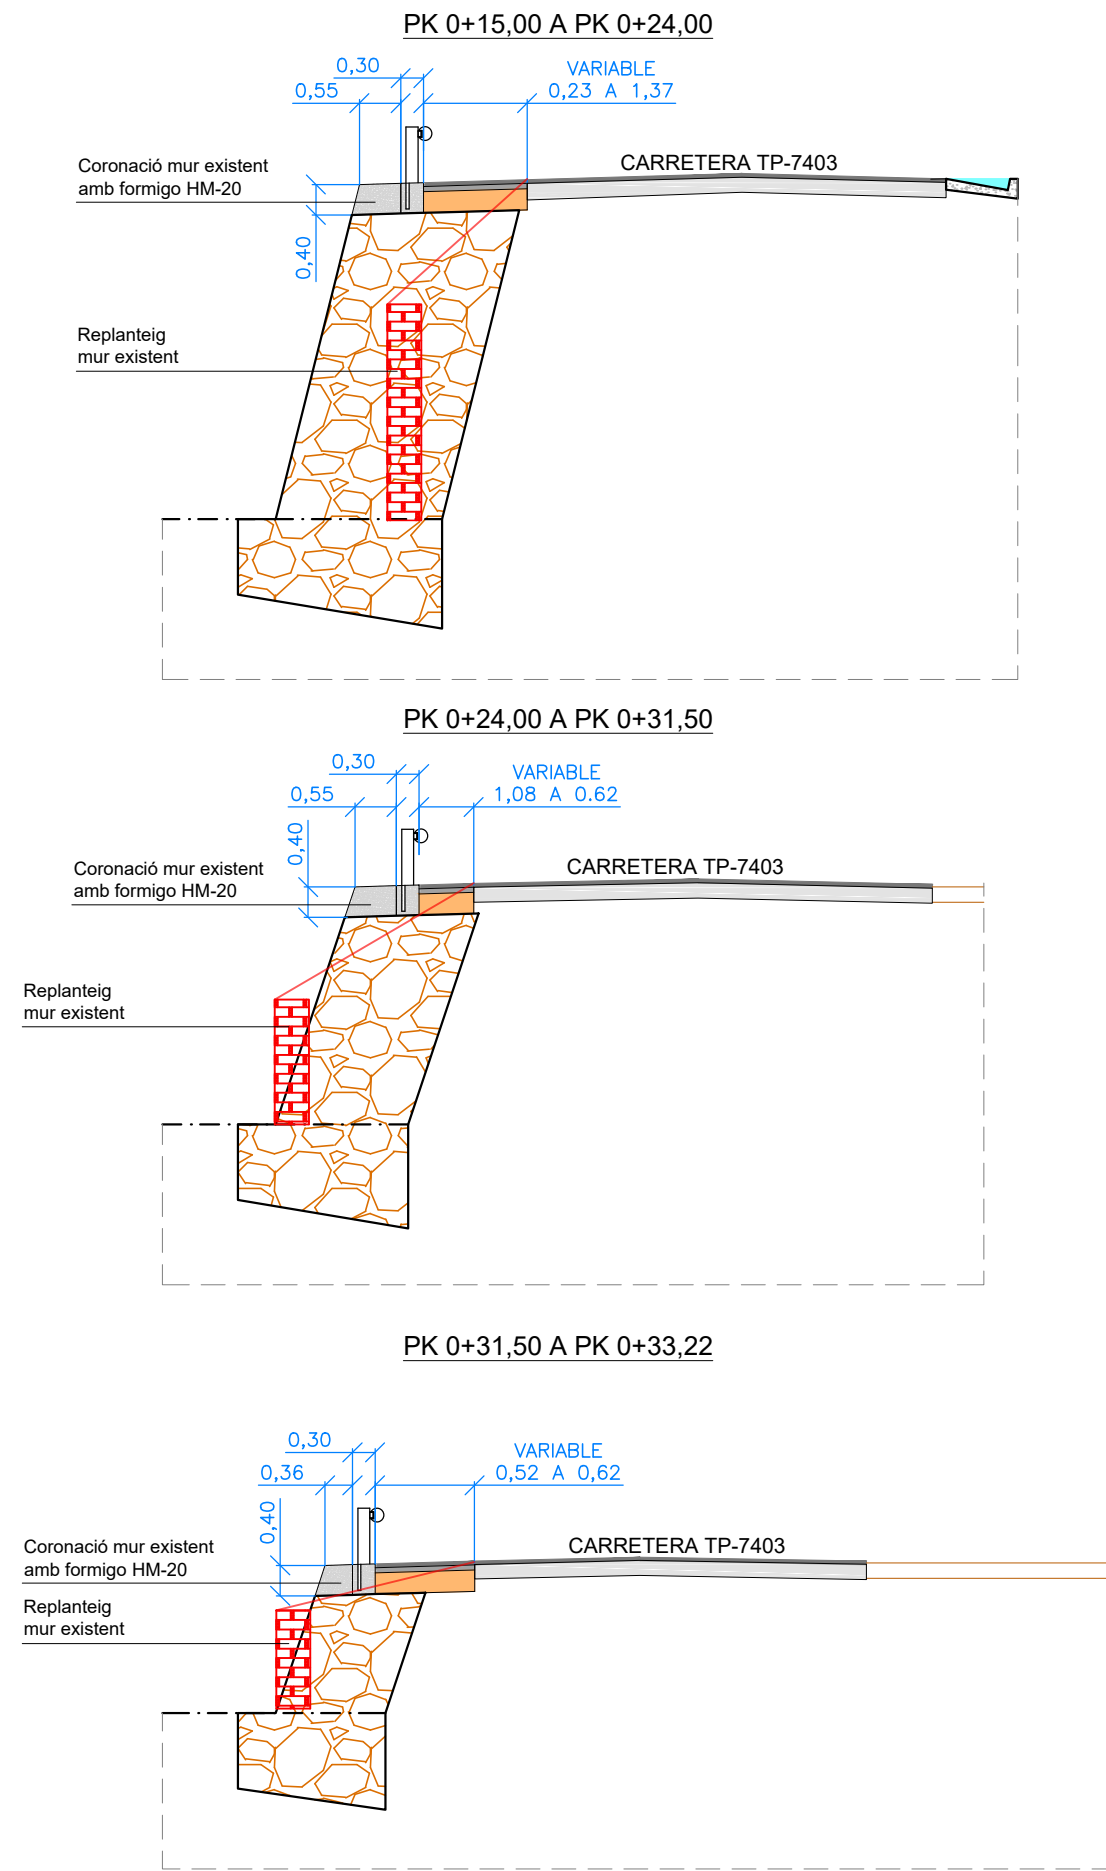 PK 0+15,00 A PK 0+24,00
0,30
VARIABLE
0,55
0,23 A 1,37
Coronació mur existent
amb formigo HM-20
CARRETERA TP-7403
0,40
Replanteig
mur existent
PK 0+24,00 A PK 0+31,50
0,30
VARIABLE
0,55
1,08 A 0.62
0,40
Coronació mur existent
amb formigo HM-20
CARRETERA TP-7403
Replanteig
mur existent
PK 0+31,50 A PK 0+33,22
0,30
VARIABLE
0,36
0,52 A 0,62
0,40
Coronació mur existent
amb formigo HM-20
CARRETERA TP-7403
Replanteig
mur existent